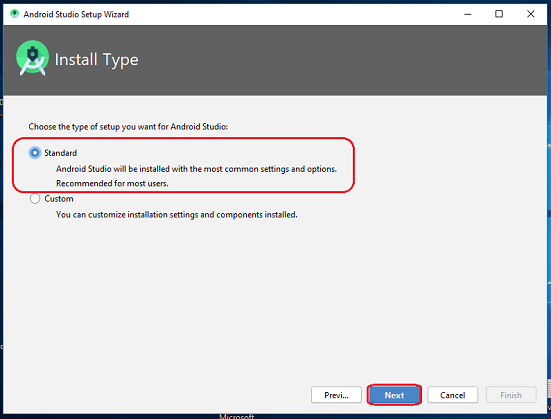 Android Studio Setup Wizard
Install Type
Choose the type of setup you want for Android Studio:
Standard
Android Studio will be installed with the most common settings and options.
Recommended for most users.
Custom
You can customize installation settings and components installed.
Previ... Next Cancel Finish
Microsoft